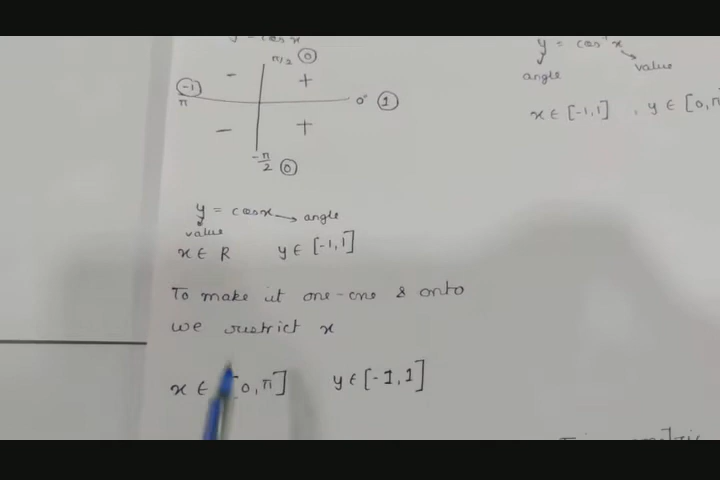 y = cos x
π/2 0
- +
-1
π
0° 1
- +
-π/2 0
y = cosx → angle
value
x ∈ R y ∈ [-1,1]
To make it one-one & onto
we restrict x
x ∈ [0,π] y ∈ [-1,1]
y = cos⁻¹ x
angle value
x ∈ [-1,1] , y ∈ [0,π